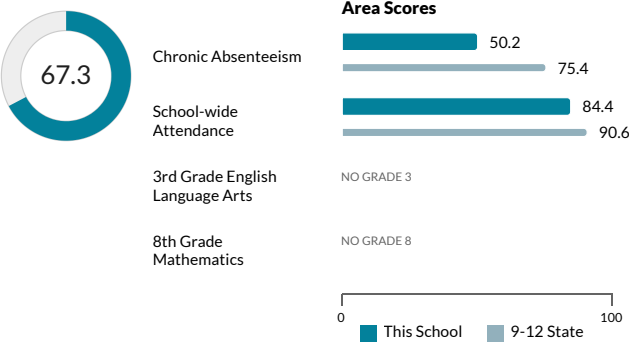 Area Scores
67.3
Chronic Absenteeism
50.2
75.4
School-wide
Attendance
84.4
90.6
3rd Grade English
Language Arts
NO GRADE 3
8th Grade
Mathematics
NO GRADE 8
0
100
This School
9-12 State